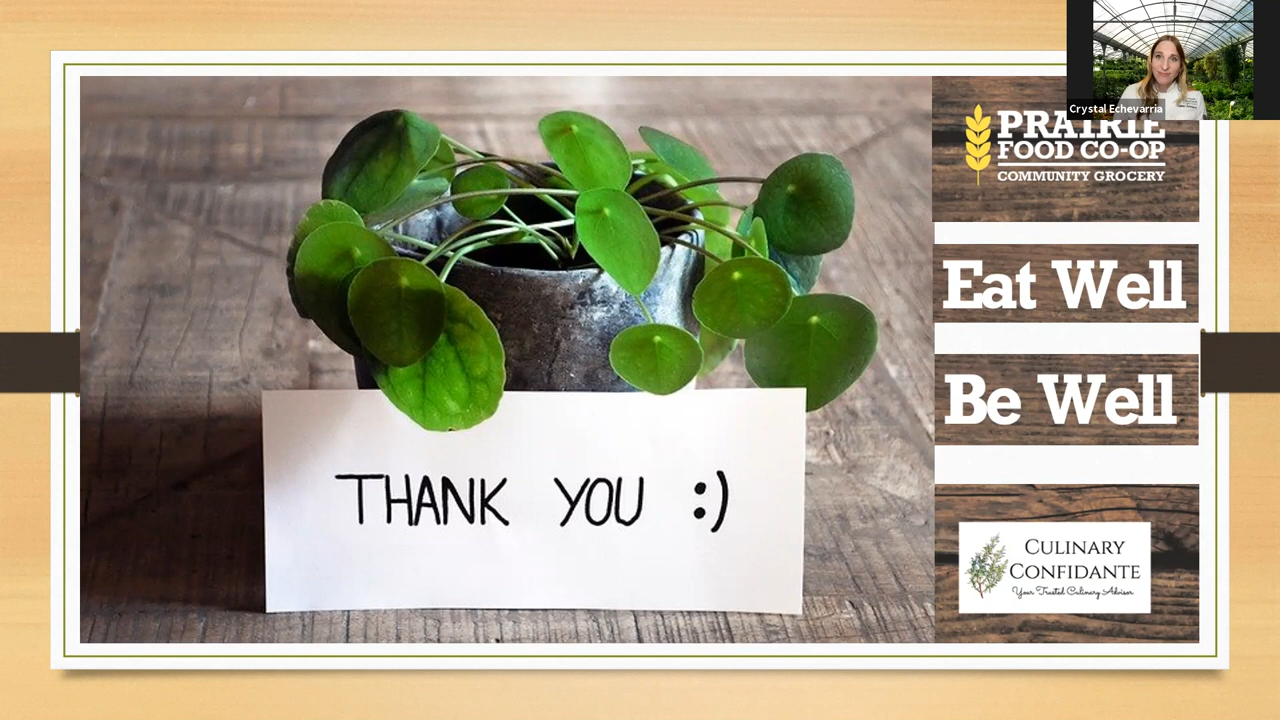 Crystal Echevarria
PRAIRIE
FOOD CO-OP
COMMUNITY GROCERY
Eat Well
Be Well
THANK YOU :)
CULINARY
CONFIDANTE
Your Trusted Culinary Advisor